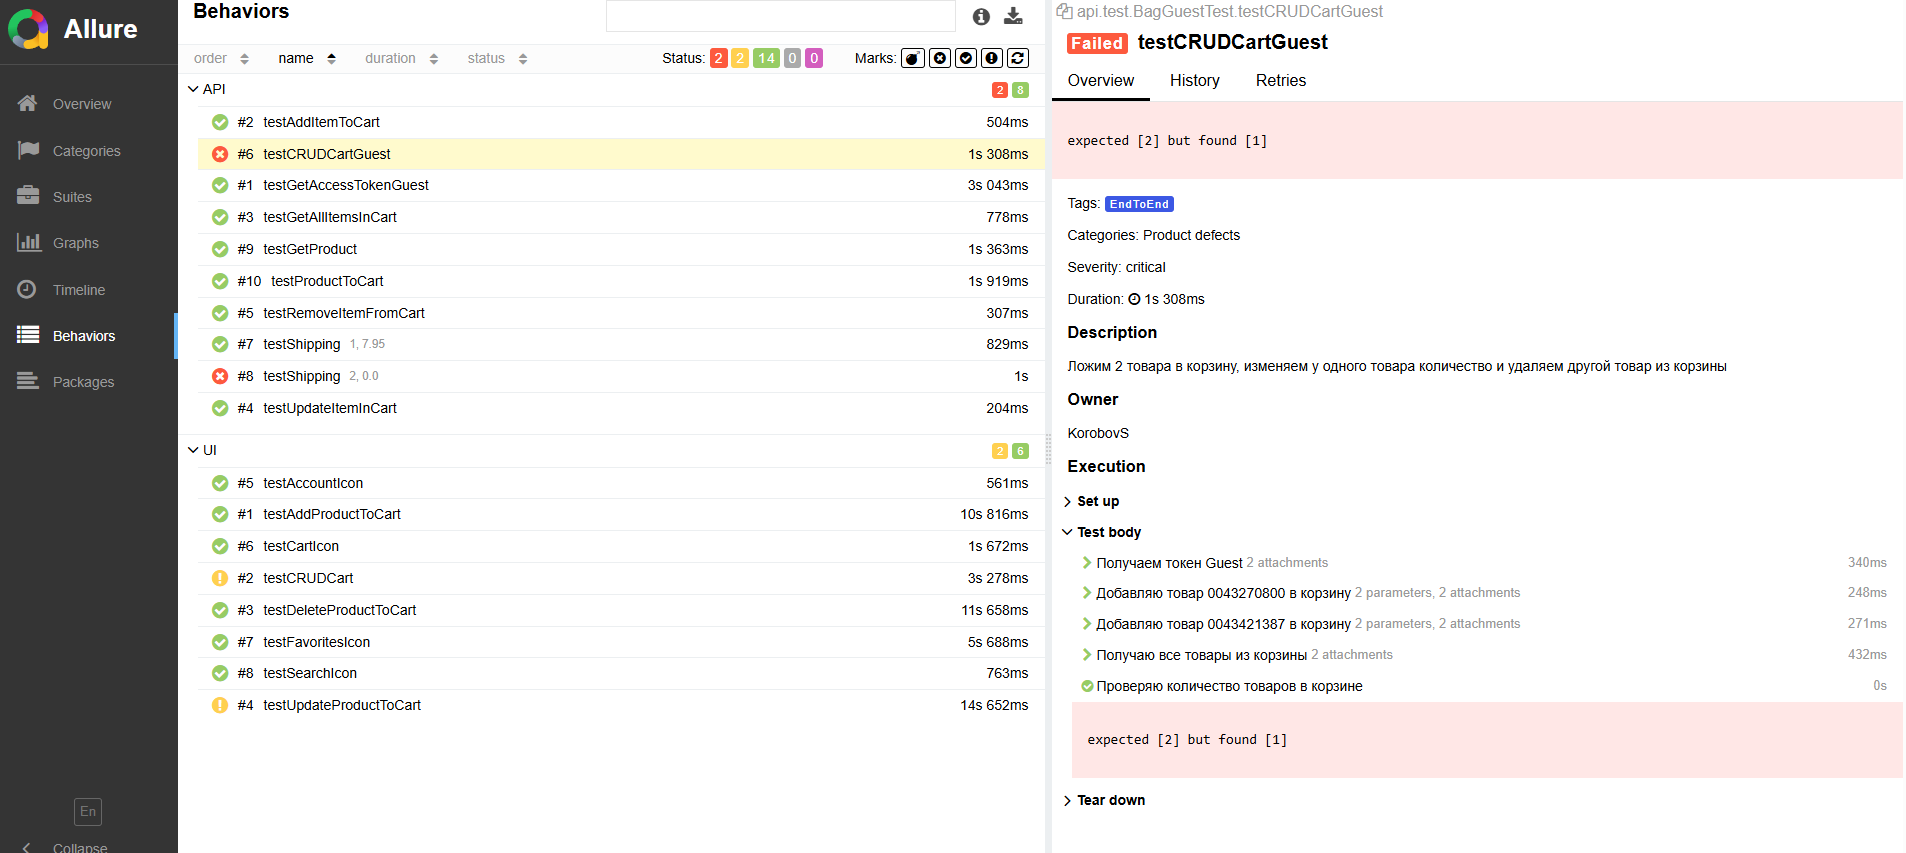 Allure
Overview
Categories
Suites
Graphs
Timeline
Behaviors
Packages
En
Collapse
Behaviors
order name duration status Status: 2 2 14 0 0 Marks:
API 2 8
#2 testAddItemToCart 504ms
#6 testCRUDCartGuest 1s 308ms
#1 testGetAccessTokenGuest 3s 043ms
#3 testGetAllItemsInCart 778ms
#9 testGetProduct 1s 363ms
#10 testProductToCart 1s 919ms
#5 testRemoveItemFromCart 307ms
#7 testShipping 1, 7.95 829ms
#8 testShipping 2, 0.0 1s
#4 testUpdateItemInCart 204ms
UI 2 6
#5 testAccountIcon 561ms
#1 testAddProductToCart 10s 816ms
#6 testCartIcon 1s 672ms
#2 testCRUDCart 3s 278ms
#3 testDeleteProductToCart 11s 658ms
#7 testFavoritesIcon 5s 688ms
#8 testSearchIcon 763ms
#4 testUpdateProductToCart 14s 652ms
api.test.BagGuestTest.testCRUDCartGuest
Failed testCRUDCartGuest
Overview History Retries
expected [2] but found [1]
Tags: EndToEnd
Categories: Product defects
Severity: critical
Duration: 1s 308ms
Description
Ложим 2 товара в корзину, изменяем у одного товара количество и удаляем другой товар из корзины
Owner
KorobovS
Execution
Set up
Test body
Получаем токен Guest 2 attachments 340ms
Добавляю товар 0043270800 в корзину 2 parameters, 2 attachments 248ms
Добавляю товар 0043421387 в корзину 2 parameters, 2 attachments 271ms
Получаю все товары из корзины 2 attachments 432ms
Проверяю количество товаров в корзине 0s
expected [2] but found [1]
Tear down